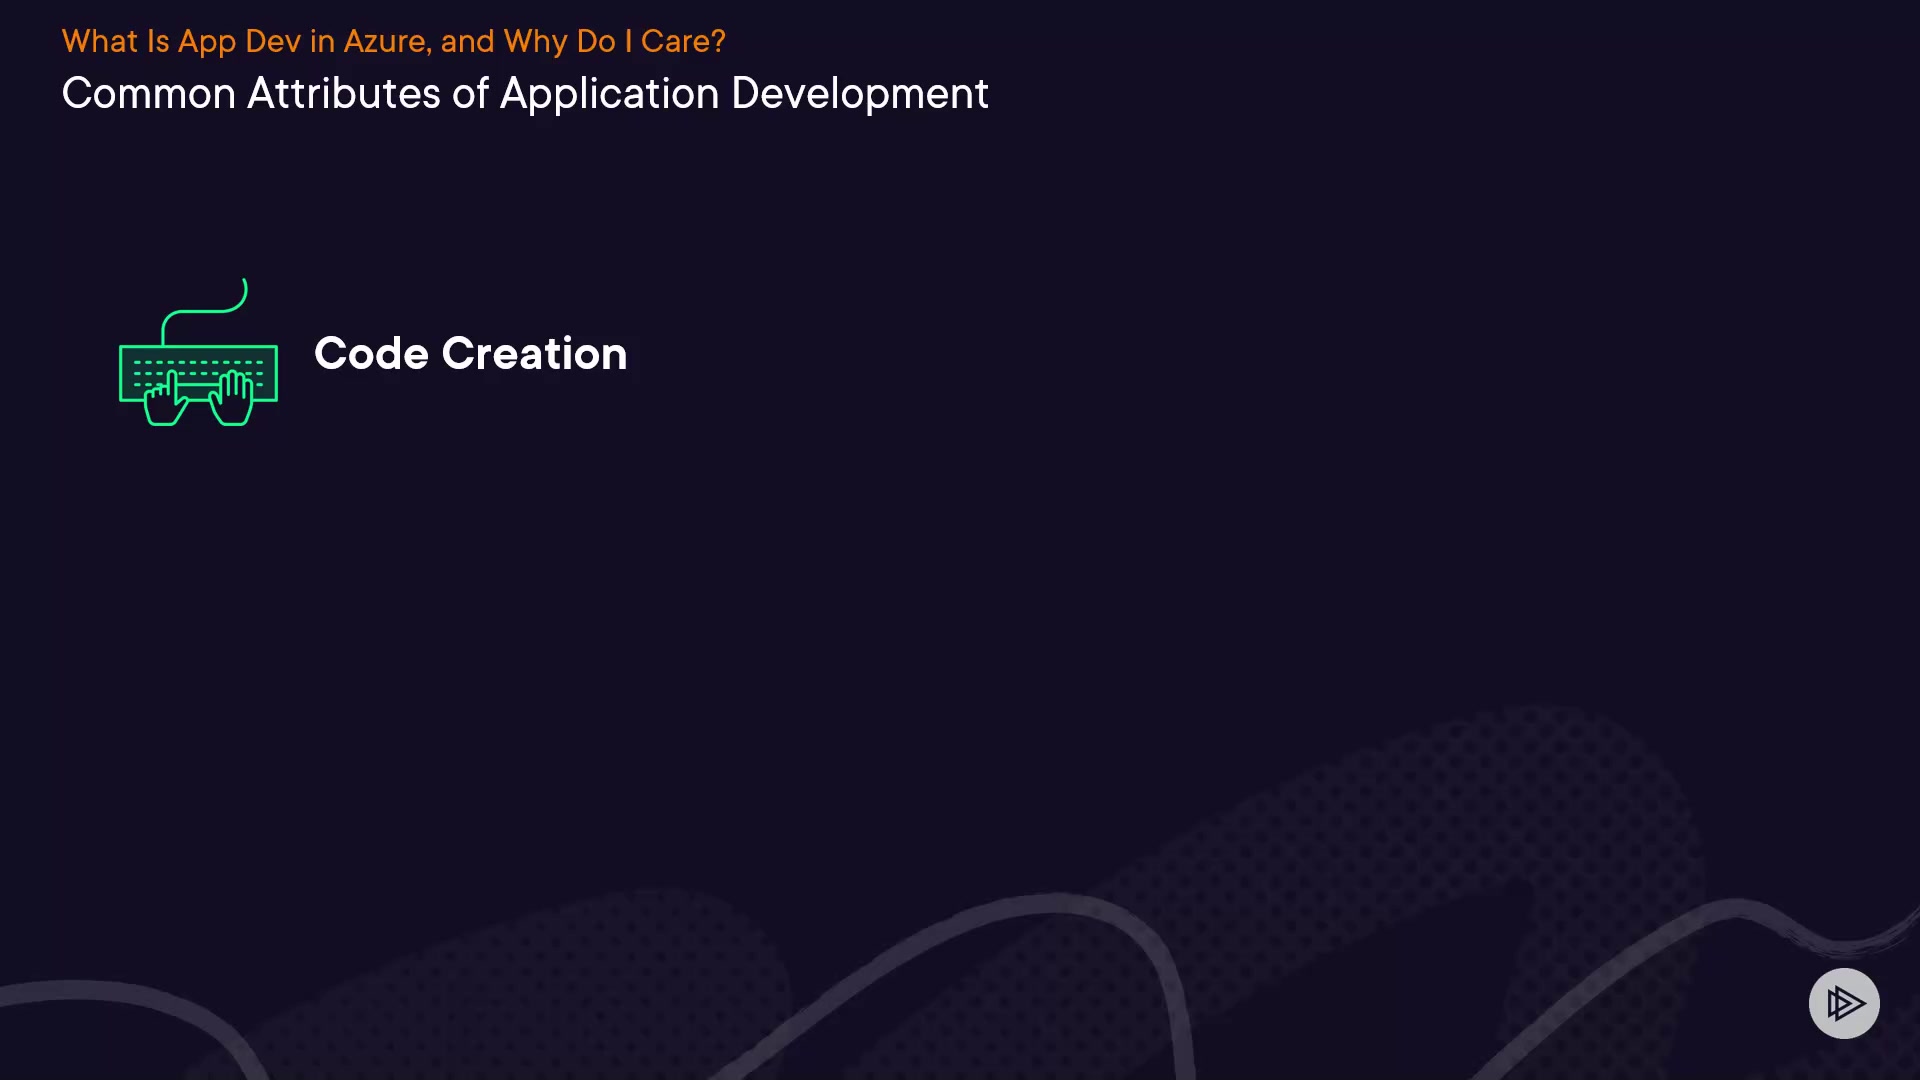 What Is App Dev in Azure, and Why Do I Care?
Common Attributes of Application Development
Code Creation